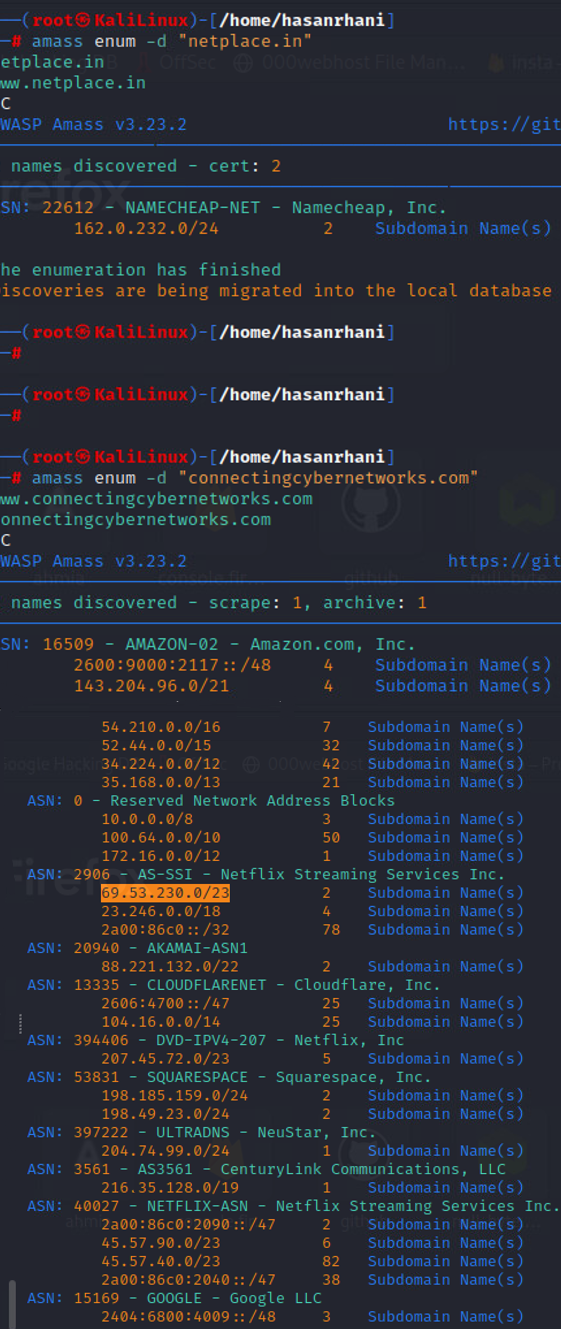 ──(root㉿KaliLinux)-[/home/hasanrhani]
─# amass enum -d "netplace.in"
etplace.in
ww.netplace.in
C
WASP Amass v3.23.2 https://git
names discovered - cert: 2
SN: 22612 - NAMECHEAP-NET - Namecheap, Inc.
162.0.232.0/24 2 Subdomain Name(s)
he enumeration has finished
iscoveries are being migrated into the local database
──(root㉿KaliLinux)-[/home/hasanrhani]
─#
──(root㉿KaliLinux)-[/home/hasanrhani]
─#
──(root㉿KaliLinux)-[/home/hasanrhani]
─# amass enum -d "connectingcybernetworks.com"
ww.connectingcybernetworks.com
onnectingcybernetworks.com
C
WASP Amass v3.23.2 https://git
names discovered - scrape: 1, archive: 1
SN: 16509 - AMAZON-02 - Amazon.com, Inc.
2600:9000:2117::/48 4 Subdomain Name(s)
143.204.96.0/21 4 Subdomain Name(s)
54.210.0.0/16 7 Subdomain Name(s)
52.44.0.0/15 32 Subdomain Name(s)
34.224.0.0/12 42 Subdomain Name(s)
35.168.0.0/13 21 Subdomain Name(s)
ASN: 0 - Reserved Network Address Blocks
10.0.0.0/8 3 Subdomain Name(s)
100.64.0.0/10 50 Subdomain Name(s)
172.16.0.0/12 1 Subdomain Name(s)
ASN: 2906 - AS-SSI - Netflix Streaming Services Inc.
69.53.230.0/23 2 Subdomain Name(s)
23.246.0.0/18 4 Subdomain Name(s)
2a00:86c0::/32 78 Subdomain Name(s)
ASN: 20940 - AKAMAI-ASN1
88.221.132.0/22 2 Subdomain Name(s)
ASN: 13335 - CLOUDFLARENET - Cloudflare, Inc.
2606:4700::/47 25 Subdomain Name(s)
104.16.0.0/14 25 Subdomain Name(s)
ASN: 394406 - DVD-IPV4-207 - Netflix, Inc
207.45.72.0/23 5 Subdomain Name(s)
ASN: 53831 - SQUARESPACE - Squarespace, Inc.
198.185.159.0/24 2 Subdomain Name(s)
198.49.23.0/24 2 Subdomain Name(s)
ASN: 397222 - ULTRADNS - NeuStar, Inc.
204.74.99.0/24 1 Subdomain Name(s)
ASN: 3561 - AS3561 - CenturyLink Communications, LLC
216.35.128.0/19 1 Subdomain Name(s)
ASN: 40027 - NETFLIX-ASN - Netflix Streaming Services Inc.
2a00:86c0:2090::/47 2 Subdomain Name(s)
45.57.90.0/23 6 Subdomain Name(s)
45.57.40.0/23 82 Subdomain Name(s)
2a00:86c0:2040::/47 38 Subdomain Name(s)
ASN: 15169 - GOOGLE - Google LLC
2404:6800:4009::/48 3 Subdomain Name(s)